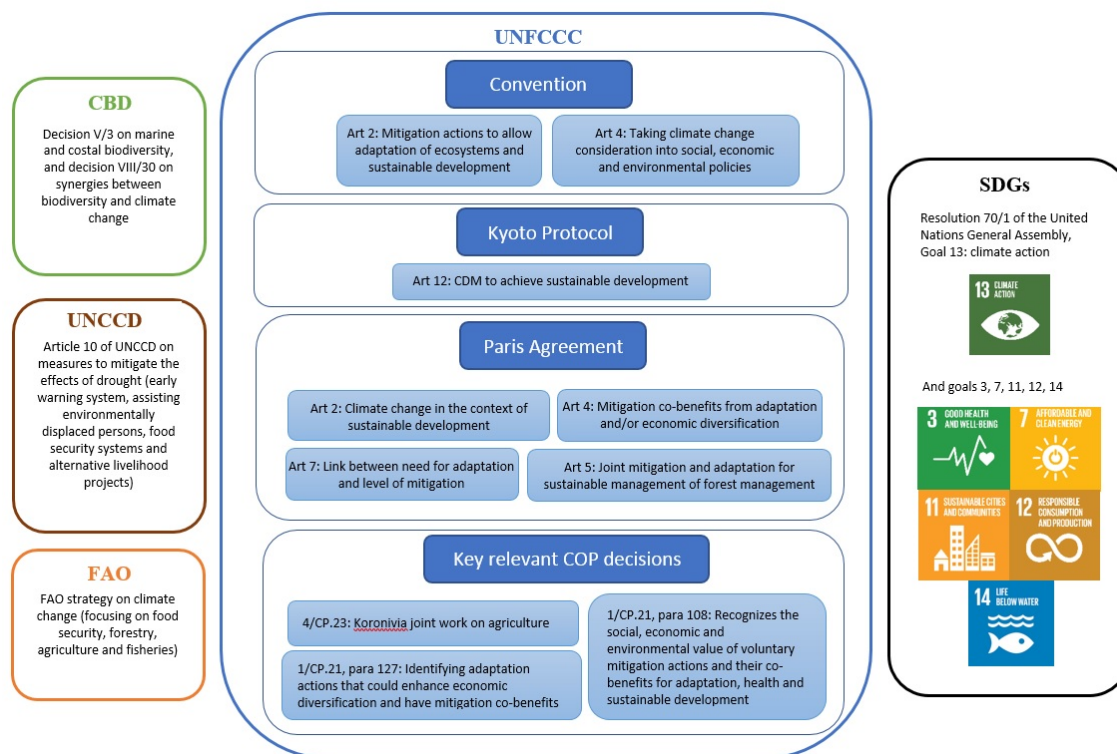 UNFCCC
Convention
Art 2: Mitigation actions to allow
adaptation of ecosystems and
sustainable development
Art 4: Taking climate change
consideration into social, economic
and environmental policies
Kyoto Protocol
Art 12: CDM to achieve sustainable development
Paris Agreement
Art 2: Climate change in the context of
sustainable development
Art 4: Mitigation co-benefits from adaptation
and/or economic diversification
Art 7: Link between need for adaptation
and level of mitigation
Art 5: Joint mitigation and adaptation for
sustainable management of forest management
Key relevant COP decisions
4/CP.23: Koronivia joint work on agriculture
1/CP.21, para 127: Identifying adaptation
actions that could enhance economic
diversification and have mitigation co-benefits
1/CP.21, para 108: Recognizes the
social, economic and
environmental value of voluntary
mitigation actions and their co-
benefits for adaptation, health and
sustainable development
CBD
Decision V/3 on marine
and costal biodiversity,
and decision VIII/30 on
synergies between
biodiversity and climate
change
UNCCD
Article 10 of UNCCD on
measures to mitigate the
effects of drought (early
warning system, assisting
environmentally
displaced persons, food
security systems and
alternative livelihood
projects)
FAO
FAO strategy on climate
change (focusing on food
security, forestry,
agriculture and fisheries)
SDGs
Resolution 70/1 of the United
Nations General Assembly,
Goal 13: climate action
13 CLIMATE
ACTION
And goals 3, 7, 11, 12, 14
3 GOOD HEALTH
AND WELL-BEING
7 AFFORDABLE AND
CLEAN ENERGY
11 SUSTAINABLE CITIES
AND COMMUNITIES
12 RESPONSIBLE
CONSUMPTION
AND PRODUCTION
14 LIFE
BELOW WATER